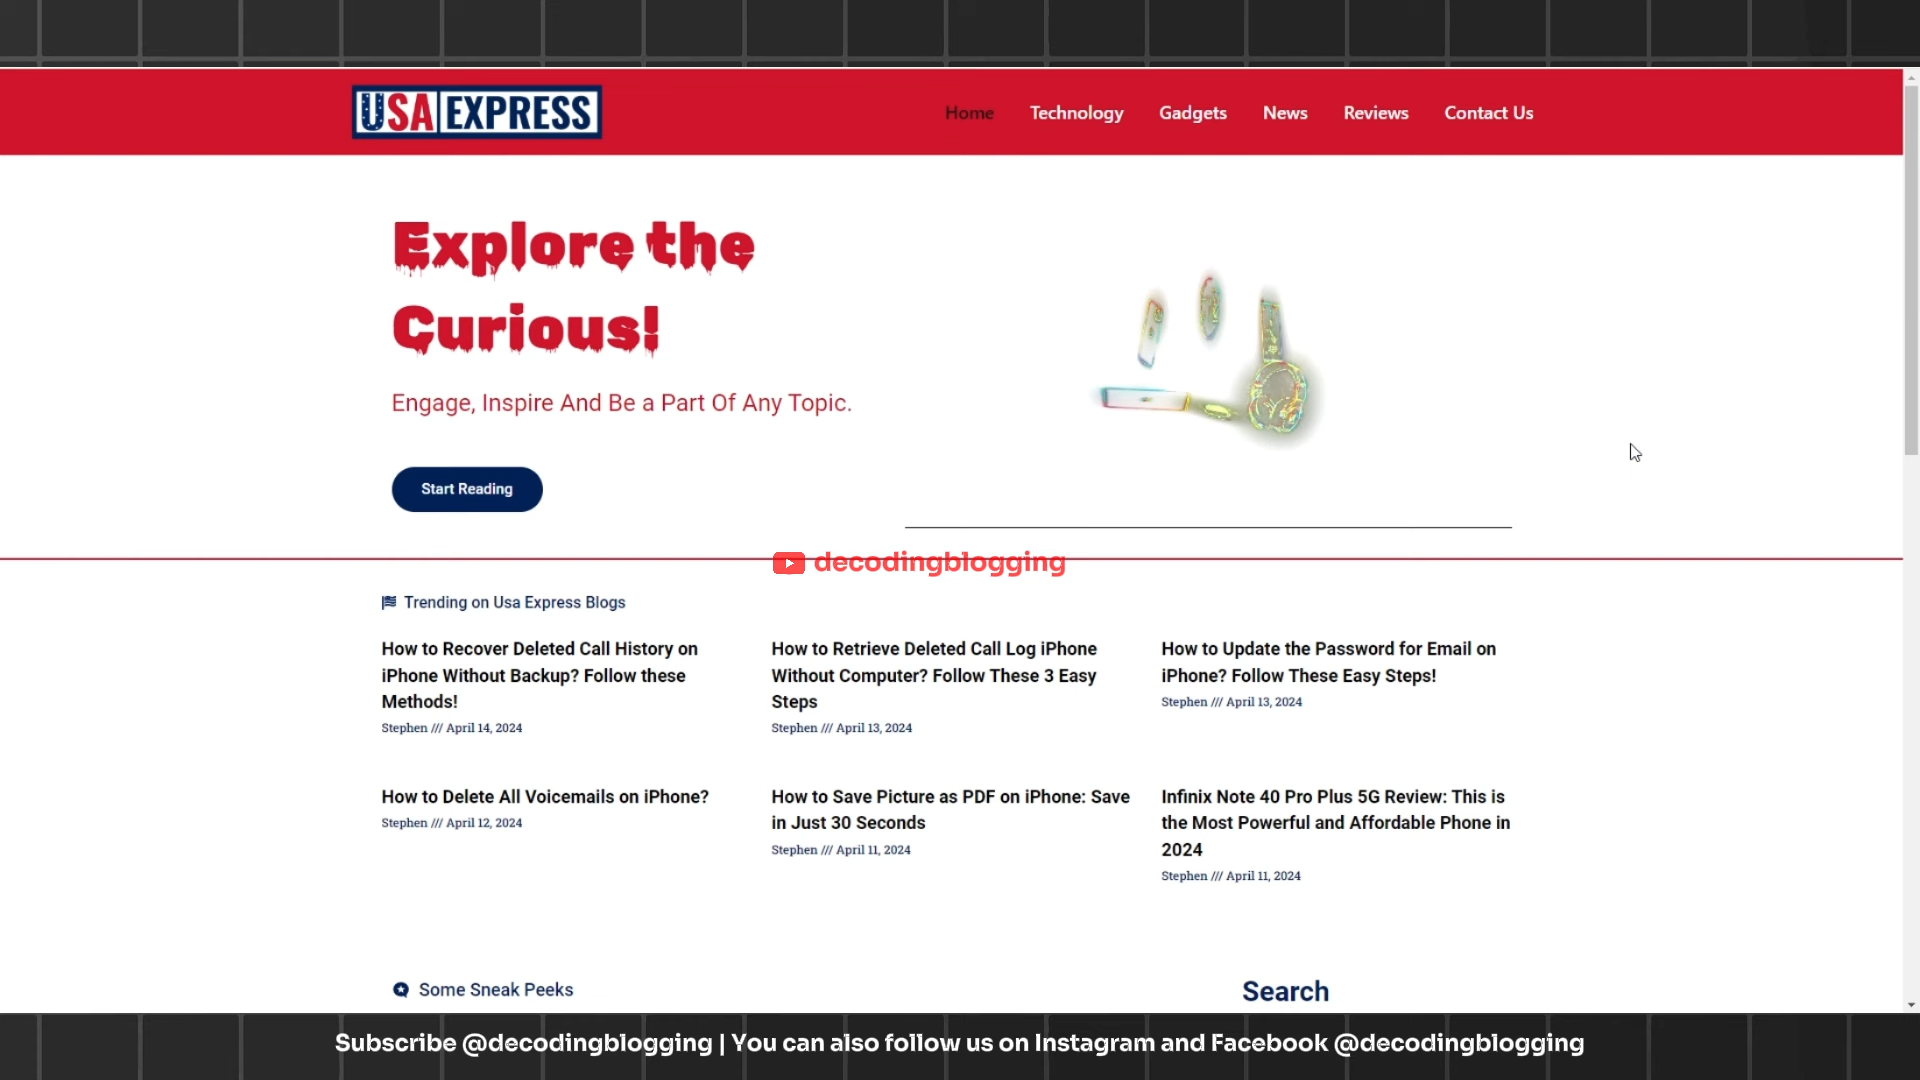 USA EXPRESS
Home Technology Gadgets News Reviews Contact Us
Explore the
Curious!
Engage, Inspire And Be a Part Of Any Topic.
Start Reading
decodingblogging
Trending on Usa Express Blogs
How to Recover Deleted Call History on
iPhone Without Backup? Follow these
Methods!
Stephen /// April 14, 2024
How to Retrieve Deleted Call Log iPhone
Without Computer? Follow These 3 Easy
Steps
Stephen /// April 13, 2024
How to Update the Password for Email on
iPhone? Follow These Easy Steps!
Stephen /// April 13, 2024
How to Delete All Voicemails on iPhone?
Stephen /// April 12, 2024
How to Save Picture as PDF on iPhone: Save
in Just 30 Seconds
Stephen /// April 11, 2024
Infinix Note 40 Pro Plus 5G Review: This is
the Most Powerful and Affordable Phone in
2024
Stephen /// April 11, 2024
Some Sneak Peeks
Search
Subscribe @decodingblogging | You can also follow us on Instagram and Facebook @decodingblogging